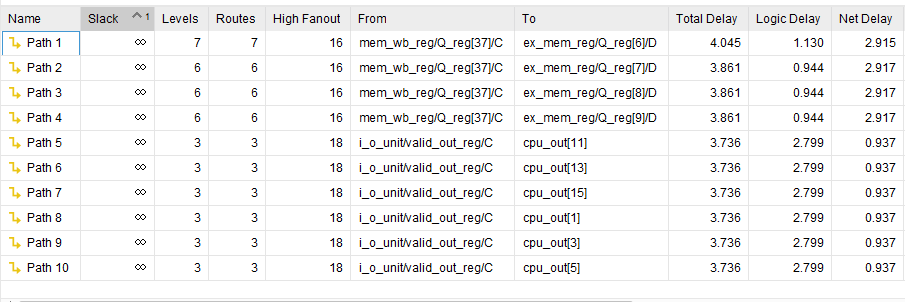 Name Slack 1 Levels Routes High Fanout From To Total Delay Logic Delay Net Delay
Path 1 ∞ 7 7 16 mem_wb_reg/Q_reg[37]/C ex_mem_reg/Q_reg[6]/D 4.045 1.130 2.915
Path 2 ∞ 6 6 16 mem_wb_reg/Q_reg[37]/C ex_mem_reg/Q_reg[7]/D 3.861 0.944 2.917
Path 3 ∞ 6 6 16 mem_wb_reg/Q_reg[37]/C ex_mem_reg/Q_reg[8]/D 3.861 0.944 2.917
Path 4 ∞ 6 6 16 mem_wb_reg/Q_reg[37]/C ex_mem_reg/Q_reg[9]/D 3.861 0.944 2.917
Path 5 ∞ 3 3 18 i_o_unit/valid_out_reg/C cpu_out[11] 3.736 2.799 0.937
Path 6 ∞ 3 3 18 i_o_unit/valid_out_reg/C cpu_out[13] 3.736 2.799 0.937
Path 7 ∞ 3 3 18 i_o_unit/valid_out_reg/C cpu_out[15] 3.736 2.799 0.937
Path 8 ∞ 3 3 18 i_o_unit/valid_out_reg/C cpu_out[1] 3.736 2.799 0.937
Path 9 ∞ 3 3 18 i_o_unit/valid_out_reg/C cpu_out[3] 3.736 2.799 0.937
Path 10 ∞ 3 3 18 i_o_unit/valid_out_reg/C cpu_out[5] 3.736 2.799 0.937